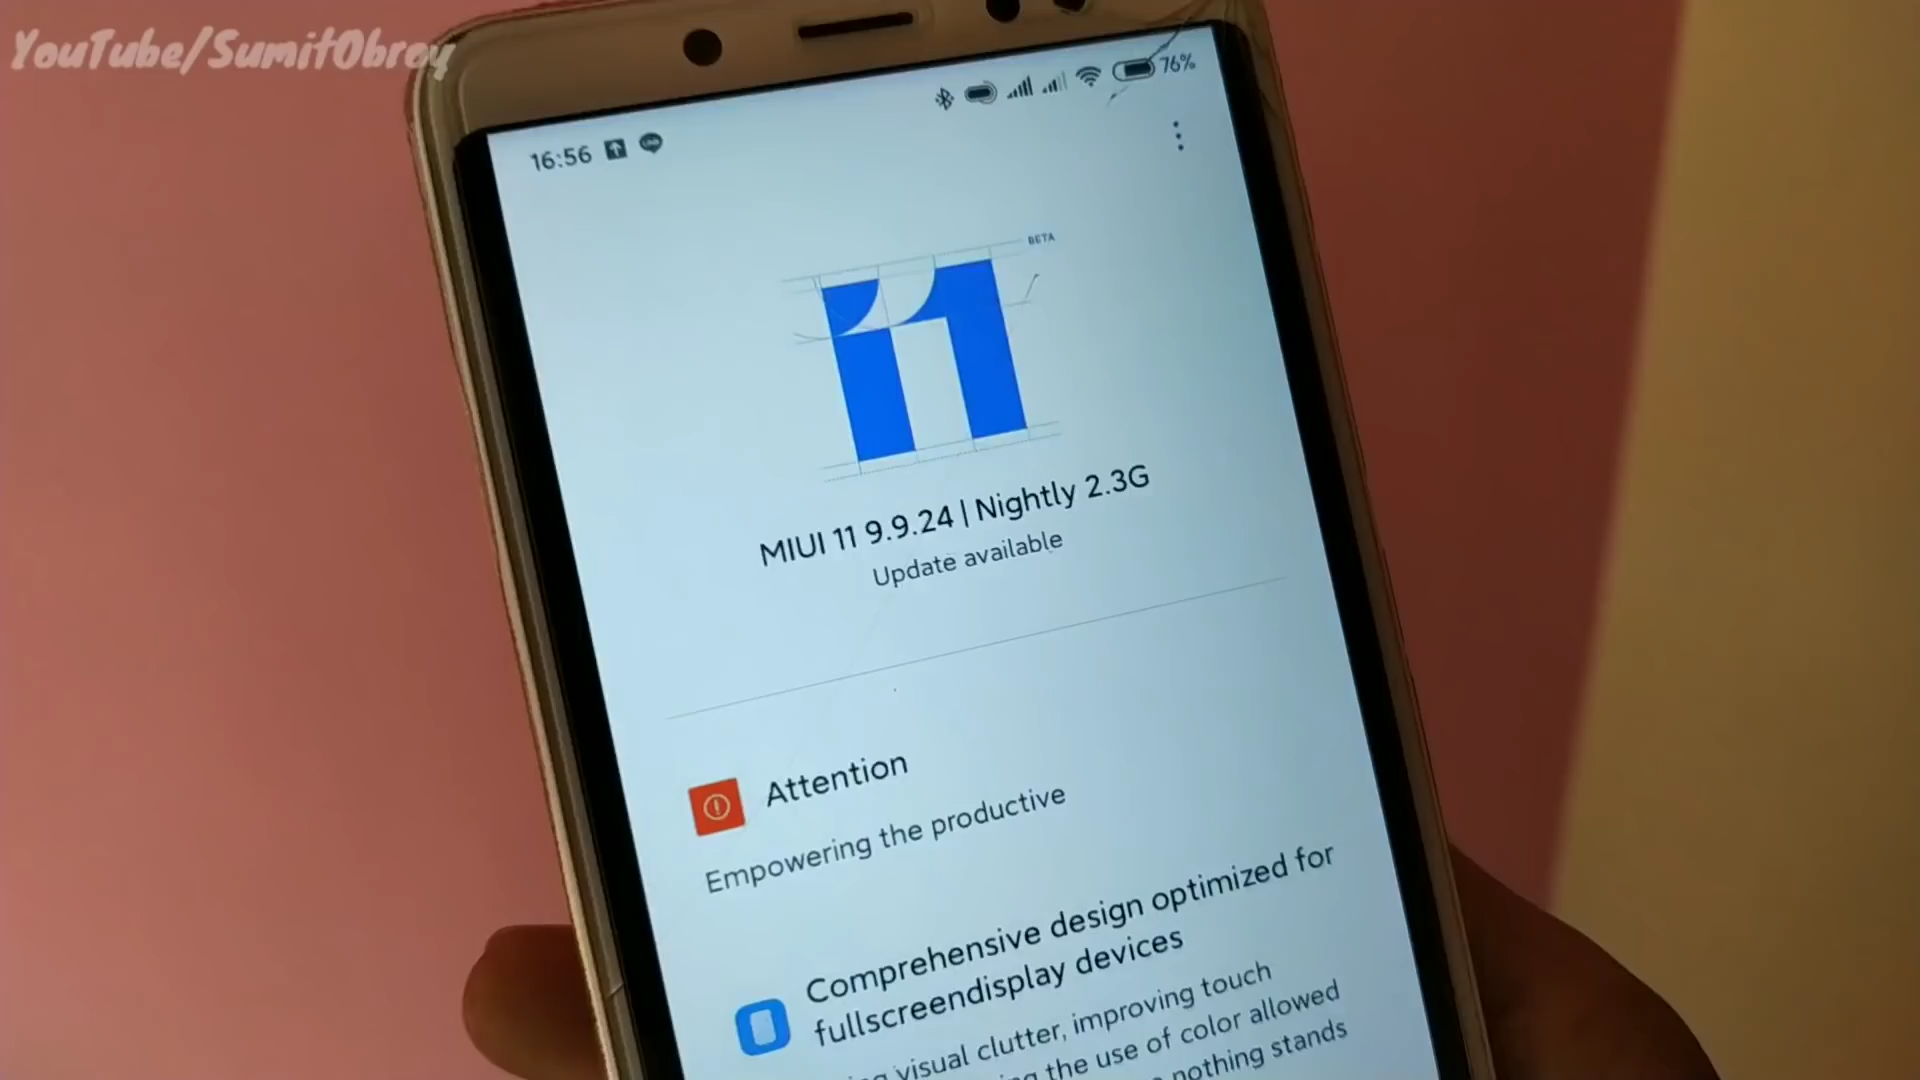 YouTube/SumitObroy
16:56
76%
BETA
MIUI 11 9.9.24 | Nightly 2.3G
Update available
Attention
Empowering the productive
Comprehensive design optimized for
fullscreendisplay devices
visual clutter, improving touch
the use of color allowed
nothing stands